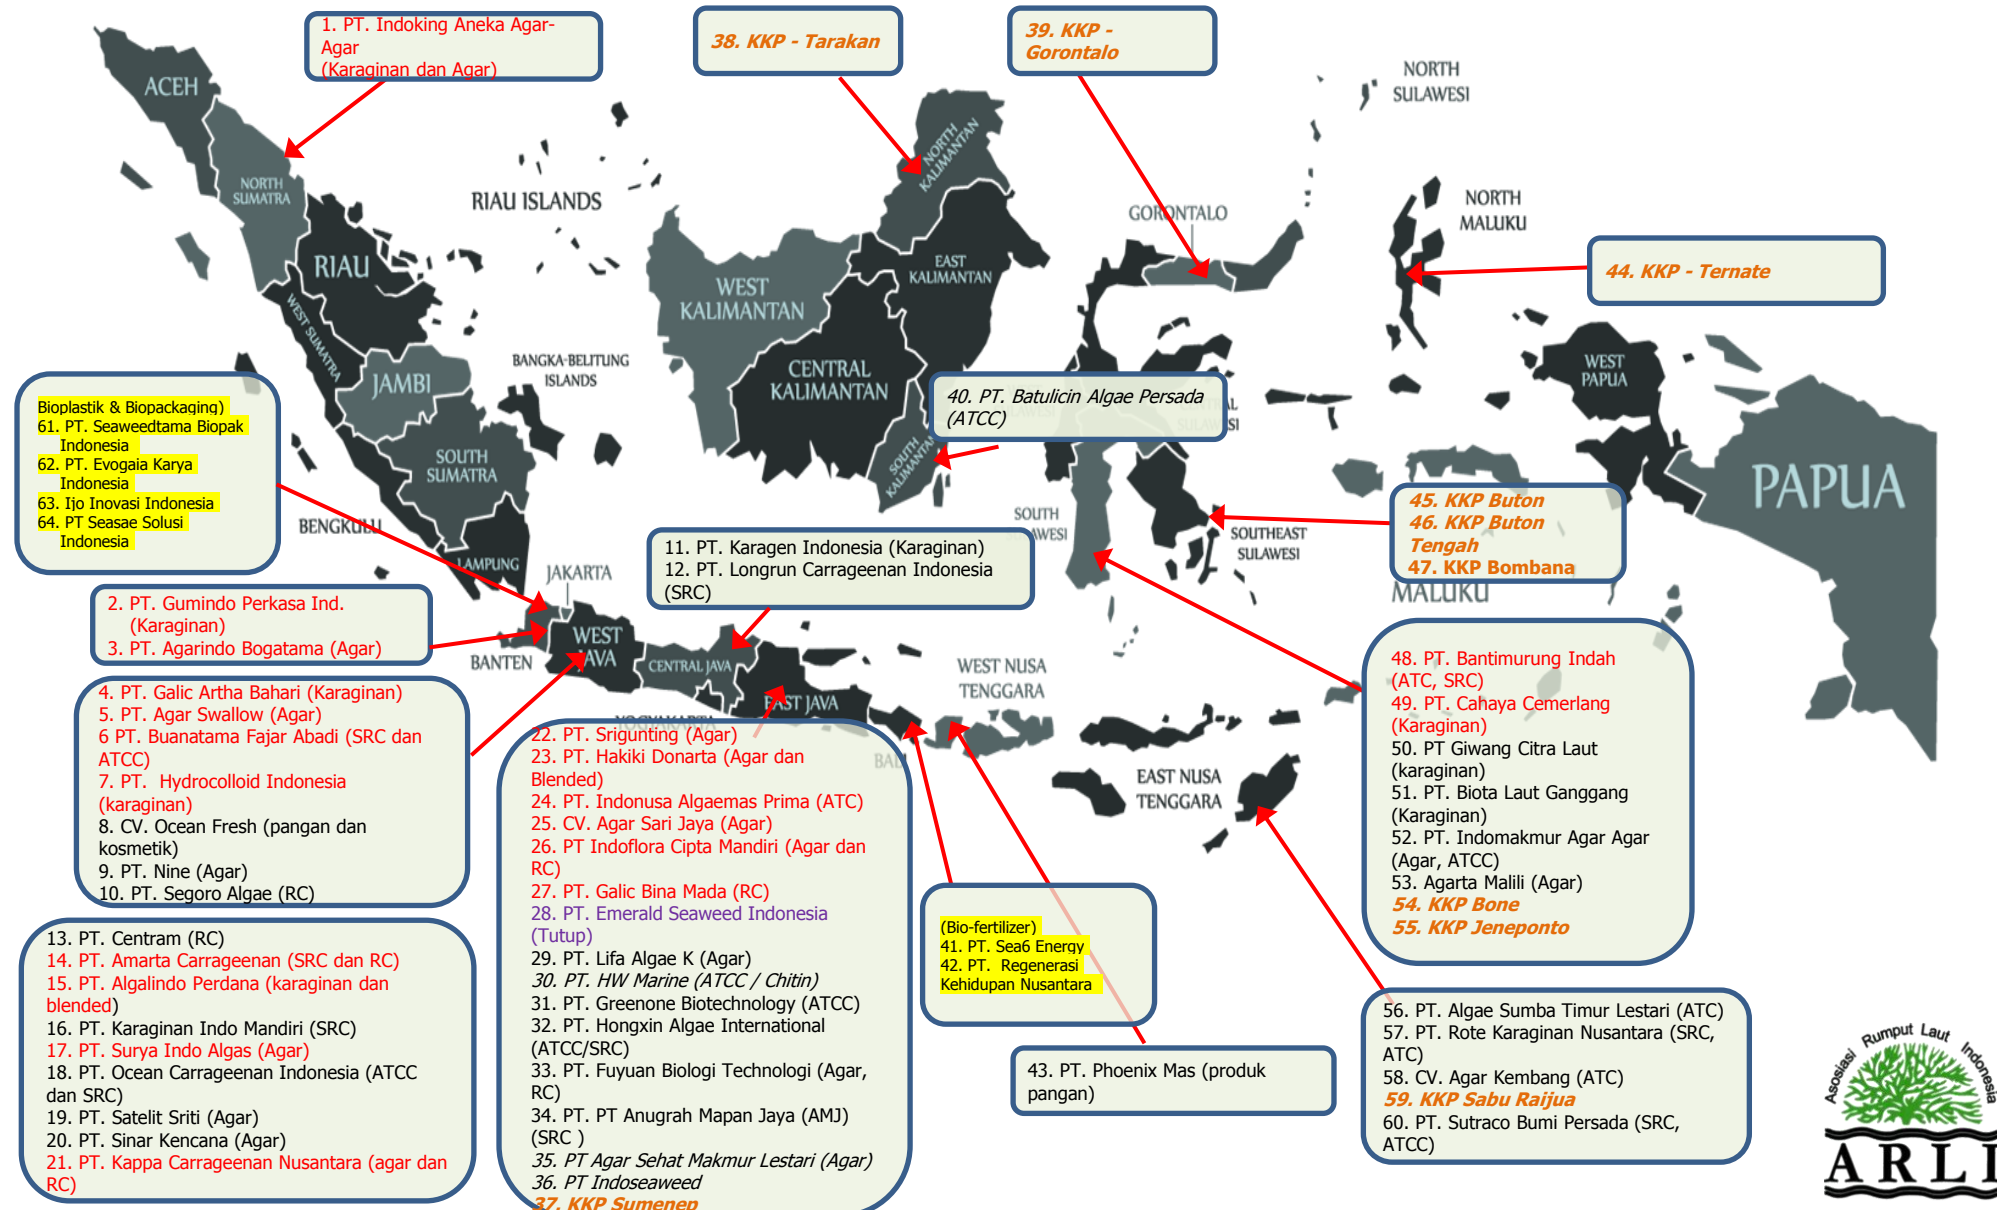 1. PT. Indoking Aneka Agar-
Agar
(Karaginan dan Agar)
38. KKP - Tarakan
39. KKP -
Gorontalo
NORTH
SULAWESI
ACEH
NORTH
SUMATRA
RIAU ISLANDS
NORTH
KALIMANTAN
GORONTALO
NORTH
MALUKU
44. KKP - Ternate
RIAU
WEST SUMATRA
WEST
KALIMANTAN
EAST
KALIMANTAN
BANGKA-BELITUNG
ISLANDS
JAMBI
CENTRAL
KALIMANTAN
WEST
PAPUA
40. PT. Batulicin Algae Persada
(ATCC)
Bioplastik & Biopackaging)
61. PT. Seaweedtama Biopak
Indonesia
62. PT. Evogaia Karya
Indonesia
63. Ijo Inovasi Indonesia
64. PT Seasae Solusi
Indonesia
SOUTH
SUMATRA
SOUTH
KALIMANTAN
PAPUA
BENGKULU
SOUTH
SOUTHEAST
SULAWESI
45. KKP Buton
46. KKP Buton
Tengah
47. KKP Bombana
MALUKU
LAMPUNG
JAKARTA
11. PT. Karagen Indonesia (Karaginan)
12. PT. Longrun Carrageenan Indonesia
(SRC)
2. PT. Gumindo Perkasa Ind.
(Karaginan)
3. PT. Agarindo Bogatama (Agar)
BANTEN
WEST
JAVA
CENTRAL JAVA
YOGYAKARTA
EAST JAVA
BALI
WEST NUSA
TENGGARA
EAST NUSA
TENGGARA
4. PT. Galic Artha Bahari (Karaginan)
5. PT. Agar Swallow (Agar)
6 PT. Buanatama Fajar Abadi (SRC dan
ATCC)
7. PT. Hydrocolloid Indonesia
(karaginan)
8. CV. Ocean Fresh (pangan dan
kosmetik)
9. PT. Nine (Agar)
10. PT. Segoro Algae (RC)
13. PT. Centram (RC)
14. PT. Amarta Carrageenan (SRC dan RC)
15. PT. Algalindo Perdana (karaginan dan
blended)
16. PT. Karaginan Indo Mandiri (SRC)
17. PT. Surya Indo Algas (Agar)
18. PT. Ocean Carrageenan Indonesia (ATCC
dan SRC)
19. PT. Satelit Sriti (Agar)
20. PT. Sinar Kencana (Agar)
21. PT. Kappa Carrageenan Nusantara (agar dan
RC)
22. PT. Srigunting (Agar)
23. PT. Hakiki Donarta (Agar dan
Blended)
24. PT. Indonusa Algaemas Prima (ATC)
25. CV. Agar Sari Jaya (Agar)
26. PT Indoflora Cipta Mandiri (Agar dan
RC)
27. PT. Galic Bina Mada (RC)
28. PT. Emerald Seaweed Indonesia
(Tutup)
29. PT. Lifa Algae K (Agar)
30. PT. HW Marine (ATCC / Chitin)
31. PT. Greenone Biotechnology (ATCC)
32. PT. Hongxin Algae International
(ATCC/SRC)
33. PT. Fuyuan Biologi Technologi (Agar,
RC)
34. PT. PT Anugrah Mapan Jaya (AMJ)
(SRC )
35. PT Agar Sehat Makmur Lestari (Agar)
36. PT Indoseaweed
37. KKP Sumenep
(Bio-fertilizer)
41. PT. Sea6 Energy
42. PT. Regenerasi
Kehidupan Nusantara
43. PT. Phoenix Mas (produk
pangan)
48. PT. Bantimurung Indah
(ATC, SRC)
49. PT. Cahaya Cemerlang
(Karaginan)
50. PT Giwang Citra Laut
(karaginan)
51. PT. Biota Laut Ganggang
(Karaginan)
52. PT. Indomakmur Agar Agar
(Agar, ATCC)
53. Agarta Malili (Agar)
54. KKP Bone
55. KKP Jeneponto
56. PT. Algae Sumba Timur Lestari (ATC)
57. PT. Rote Karaginan Nusantara (SRC,
ATC)
58. CV. Agar Kembang (ATC)
59. KKP Sabu Raijua
60. PT. Sutraco Bumi Persada (SRC,
ATCC)
Asosiasi Rumput Laut Indonesia
ARLI